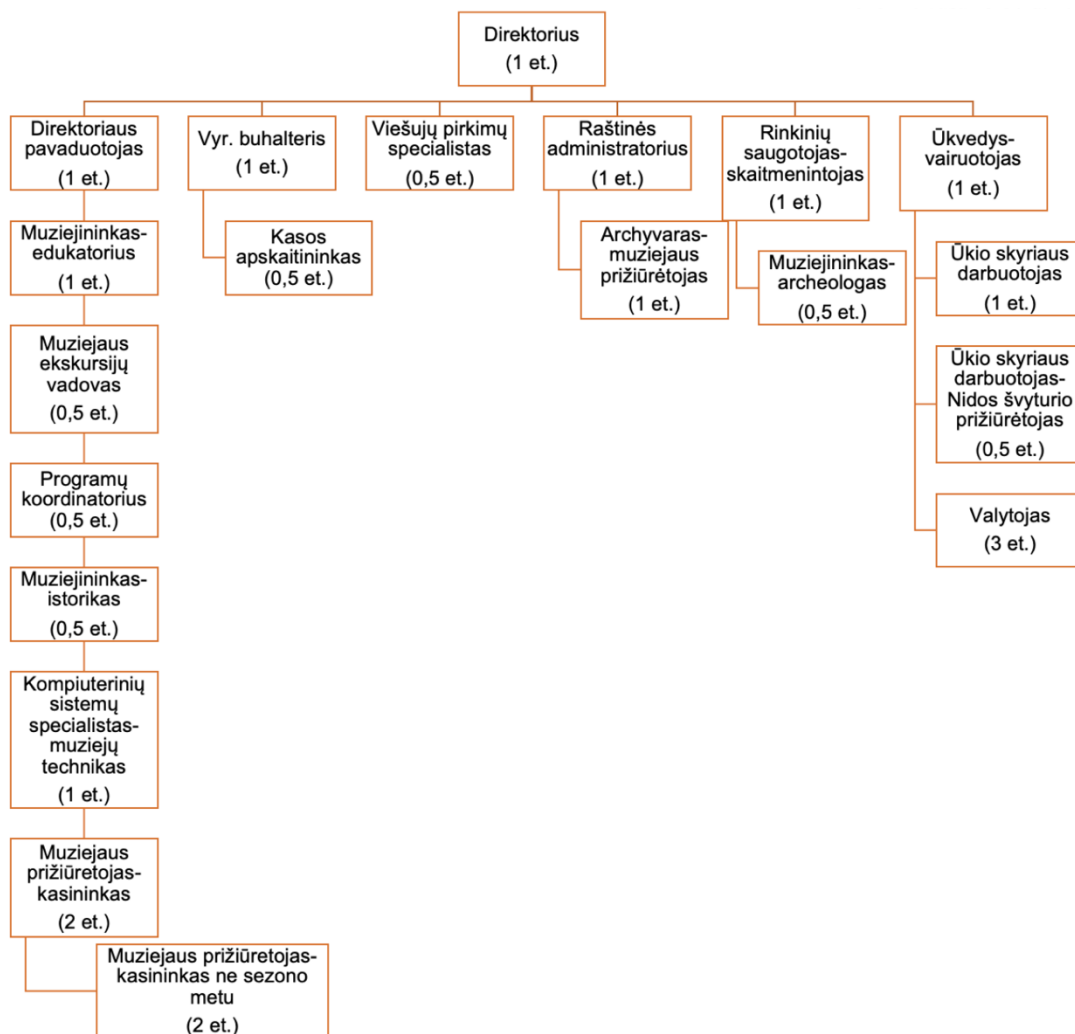 Direktorius
(1 et.)
Direktoriaus
pavaduotojas
(1 et.)
Vyr. buhalteris
(1 et.)
Viešujų pirkimų
specialistas
(0,5 et.)
Raštinės
administratorius
(1 et.)
Rinkinių
saugotojas-
skaitmenintojas
(1 et.)
Ūkvedys-
vairuotojas
(1 et.)
Muziejininkas-
edukatorius
(1 et.)
Muziejaus
ekskursijų
vadovas
(0,5 et.)
Programų
koordinatorius
(0,5 et.)
Muziejininkas-
istorikas
(0,5 et.)
Kompiuterinių
sistemų
specialistas-
muziejų
technikas
(1 et.)
Muziejaus
prižiūretojas-
kasininkas
(2 et.)
Muziejaus prižiūretojas-
kasininkas ne sezono
metu
(2 et.)
Kasos
apskaitininkas
(0,5 et.)
Archyvaras-
muziejaus
prižiūrėtojas
(1 et.)
Muziejininkas-
archeologas
(0,5 et.)
Ūkio skyriaus
darbuotojas
(1 et.)
Ūkio skyriaus
darbuotojas-
Nidos švyturio
prižiūrėtojas
(0,5 et.)
Valytojas
(3 et.)